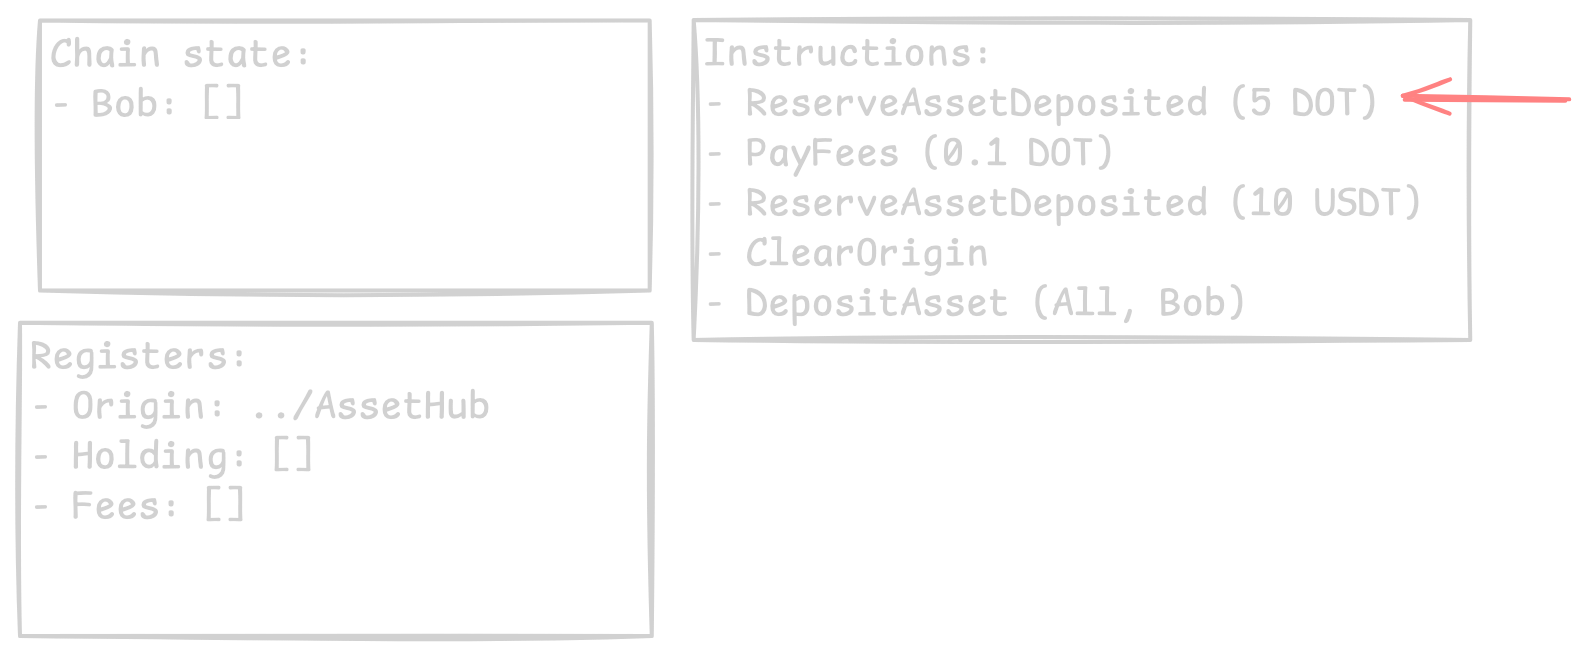 Chain state:
- Bob: []
Instructions:
- ReserveAssetDeposited (5 DOT)
- PayFees (0.1 DOT)
- ReserveAssetDeposited (10 USDT)
- ClearOrigin
- DepositAsset (All, Bob)
Registers:
- Origin: ../AssetHub
- Holding: []
- Fees: []